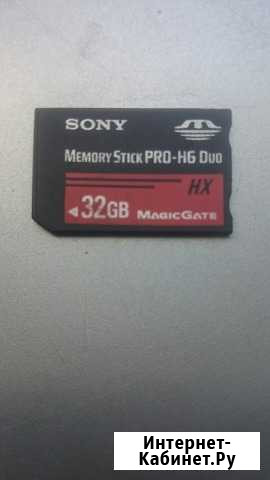 SONY
MEMORY STICK PRO-HG DUO
HX
32GB MAGICGATE
Интернет-
Кабинет.Ру